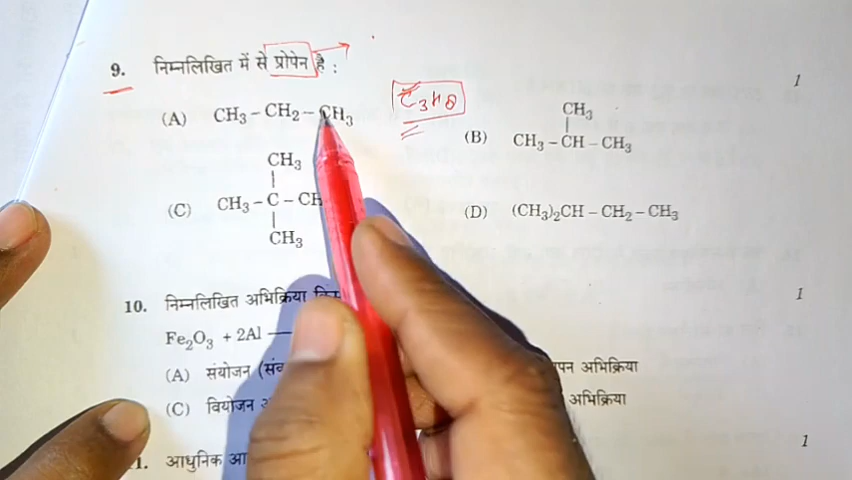 9. निम्नलिखित में से प्रोपेन है :
1
(A) CH₃ – CH₂ – CH₃
C₃H₈
(B) CH₃ – CH – CH₃
CH₃
(C) CH₃ – C – CH
CH₃
CH₃
(D) (CH₃)₂CH – CH₂ – CH₃
10. निम्नलिखित अभिक्रिया
1
Fe₂O₃ + 2Al
(A) संयोजन
अभिक्रिया
(C) वियोजन
अभिक्रिया
1
आधुनिक